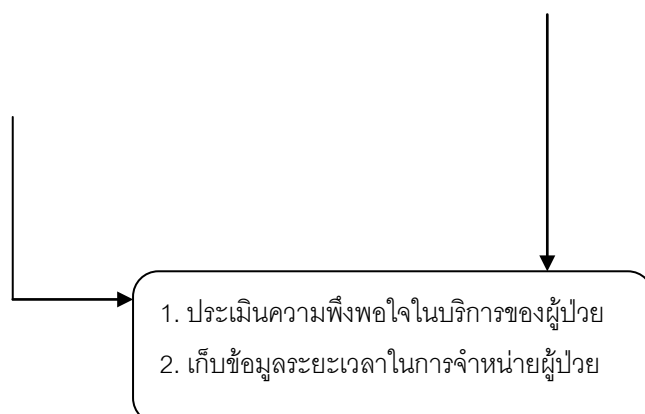 1. ประเมินความพึงพอใจในบริการของผู้ป่วย
2. เก็บข้อมูลระยะเวลาในการจำหน่ายผู้ป่วย